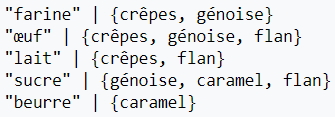 "farine" | {crêpes, génoise}
"œuf" | {crêpes, génoise, flan}
"lait" | {crêpes, flan}
"sucre" | {génoise, caramel, flan}
"beurre" | {caramel}